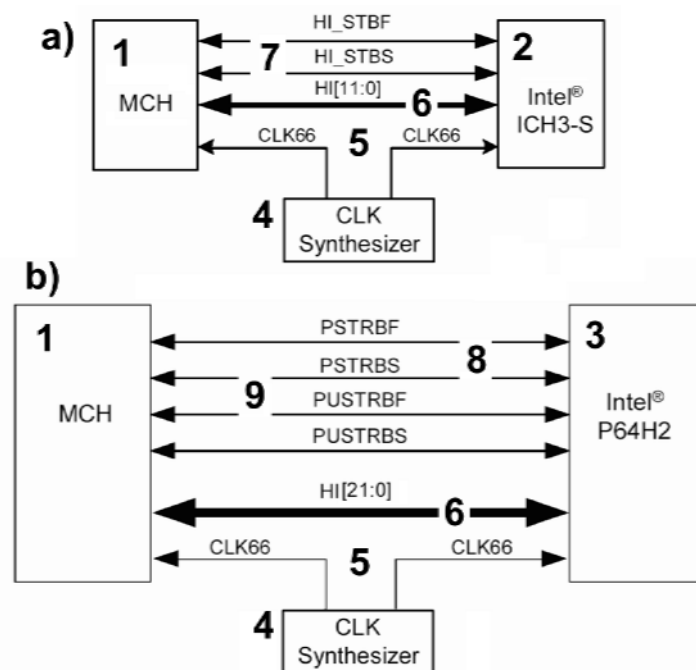 a)
HI_STBF
1
7
HI_STBS
2
MCH
HI[11:0]
6
Intel®
ICH3-S
CLK66
5
CLK66
4
CLK
Synthesizer
b)
1
PSTRBF
3
8
PSTRBS
9
MCH
PUSTRBF
Intel®
P64H2
PUSTRBS
HI[21:0]
6
CLK66
5
CLK66
4
CLK
Synthesizer